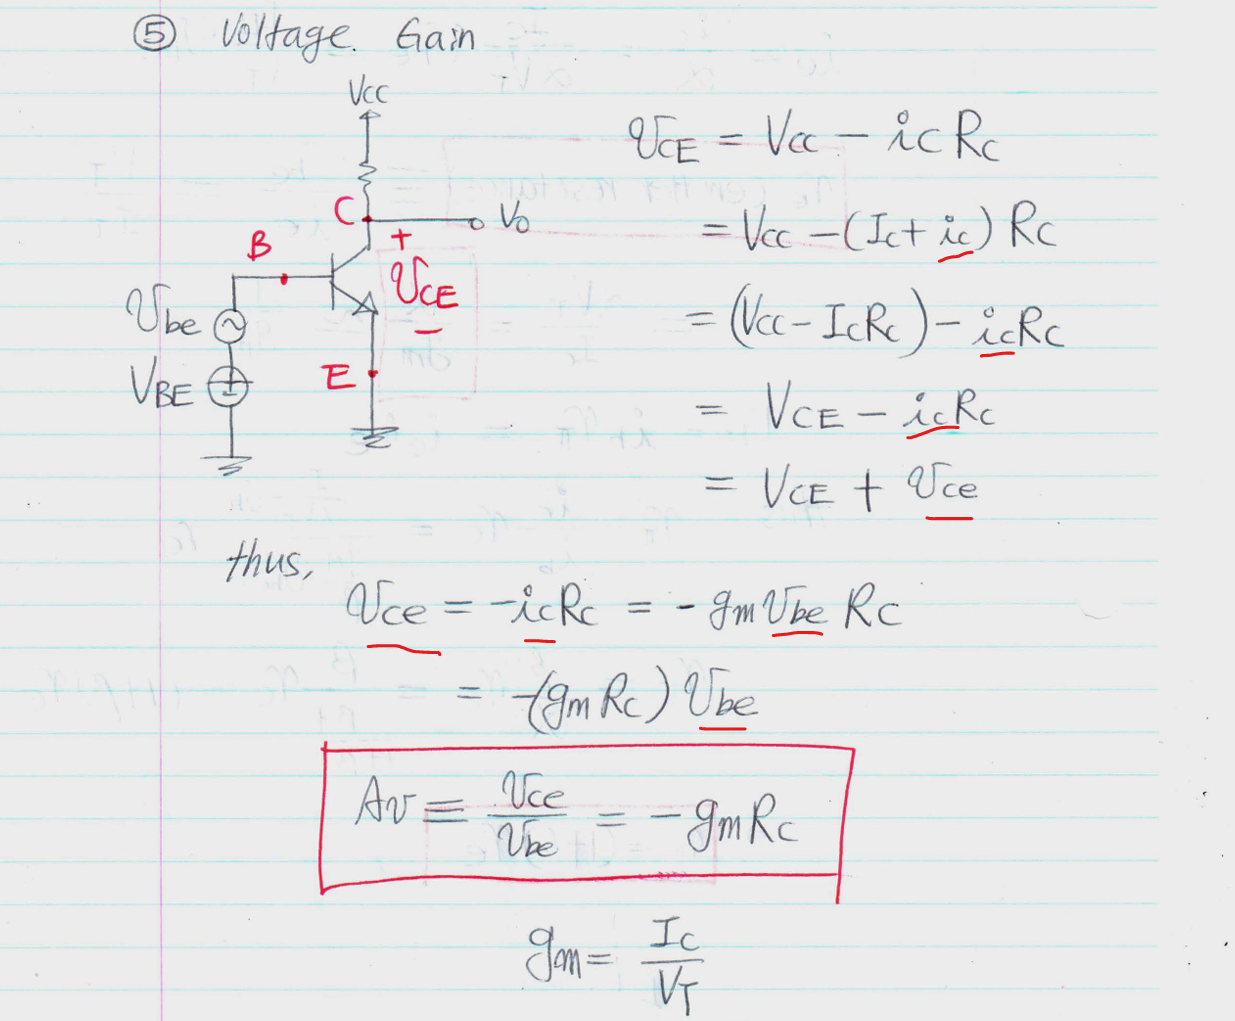 ⑤ Voltage. Gain
Vcc
C
Vo
B
+
VCE
Vbe
VBE
E
VCE = Vcc − ic Rc
= Vcc − (Ic + ic) Rc
= (Vcc − IcRc) − icRc
= VCE − icRc
= VCE + Vce
thus,
Vce = −icRc = − gm Vbe Rc
= −(gm Rc) Vbe
Av ≡ Vce / Vbe = − gm Rc
gm = Ic / VT